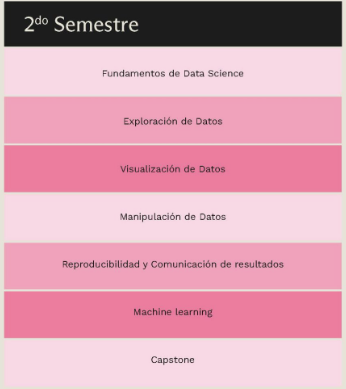 2do Semestre
Fundamentos de Data Science
Exploración de Datos
Visualización de Datos
Manipulación de Datos
Reproducibilidad y Comunicación de resultados
Machine learning
Capstone